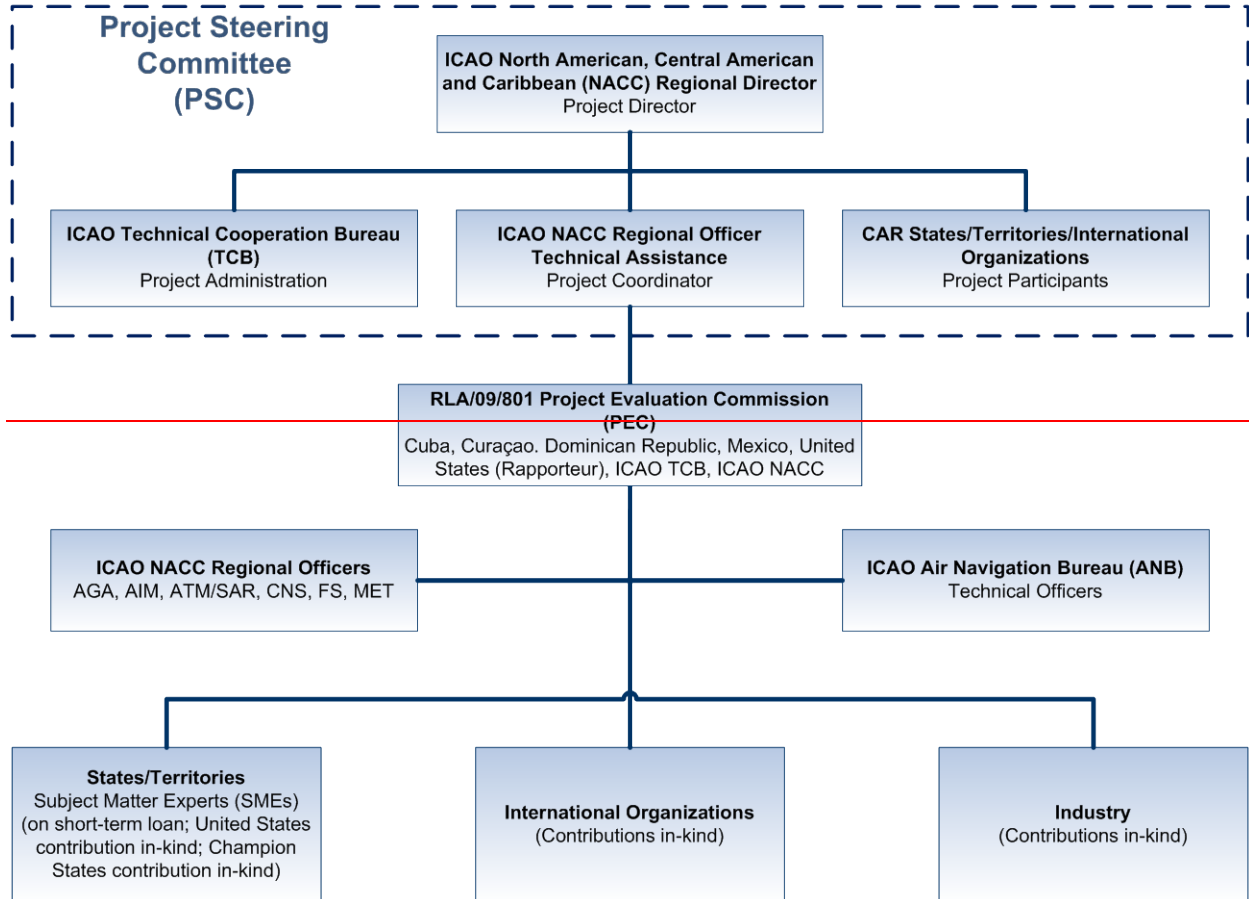 Project Steering
Committee
(PSC)
ICAO North American, Central American
and Caribbean (NACC) Regional Director
Project Director
ICAO Technical Cooperation Bureau
(TCB)
Project Administration
ICAO NACC Regional Officer
Technical Assistance
Project Coordinator
CAR States/Territories/International
Organizations
Project Participants
RLA/09/801 Project Evaluation Commission
(PEC)
Cuba, Curaçao. Dominican Republic, Mexico, United
States (Rapporteur), ICAO TCB, ICAO NACC
ICAO NACC Regional Officers
AGA, AIM, ATM/SAR, CNS, FS, MET
ICAO Air Navigation Bureau (ANB)
Technical Officers
States/Territories
Subject Matter Experts (SMEs)
(on short-term loan; United States
contribution in-kind; Champion
States contribution in-kind)
International Organizations
(Contributions in-kind)
Industry
(Contributions in-kind)